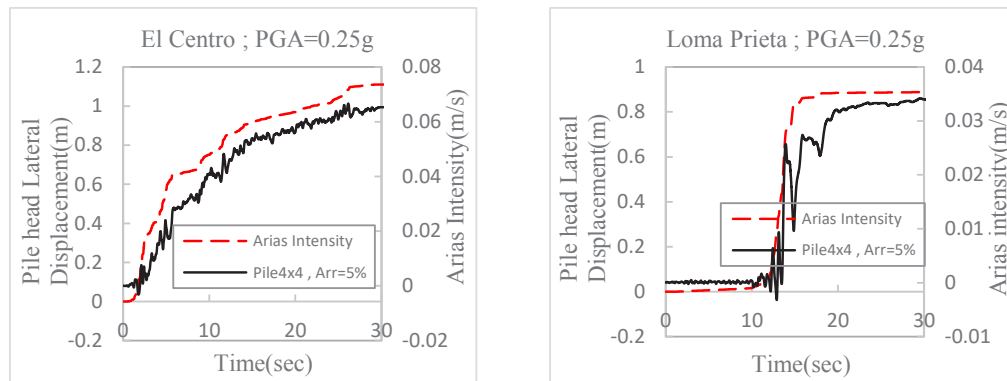 El Centro ; PGA=0.25g
1.2
1
0.8
0.6
0.4
0.2
0
-0.2
0.08
0.06
0.04
0.02
0
-0.02
0
10
20
30
Pile head Lateral
Displacement(m)
Arias Intensity(m/s)
Arias Intensity
Pile4x4 , Arr=5%
Time(sec)
Loma Prieta ; PGA=0.25g
1
0.8
0.6
0.4
0.2
0
-0.2
0.04
0.03
0.02
0.01
0
-0.01
0
10
20
30
Pile head Lateral
Displacement(m)
Arias intensity(m/s)
Arias Intensity
Pile4x4 , Arr=5%
Time(sec)